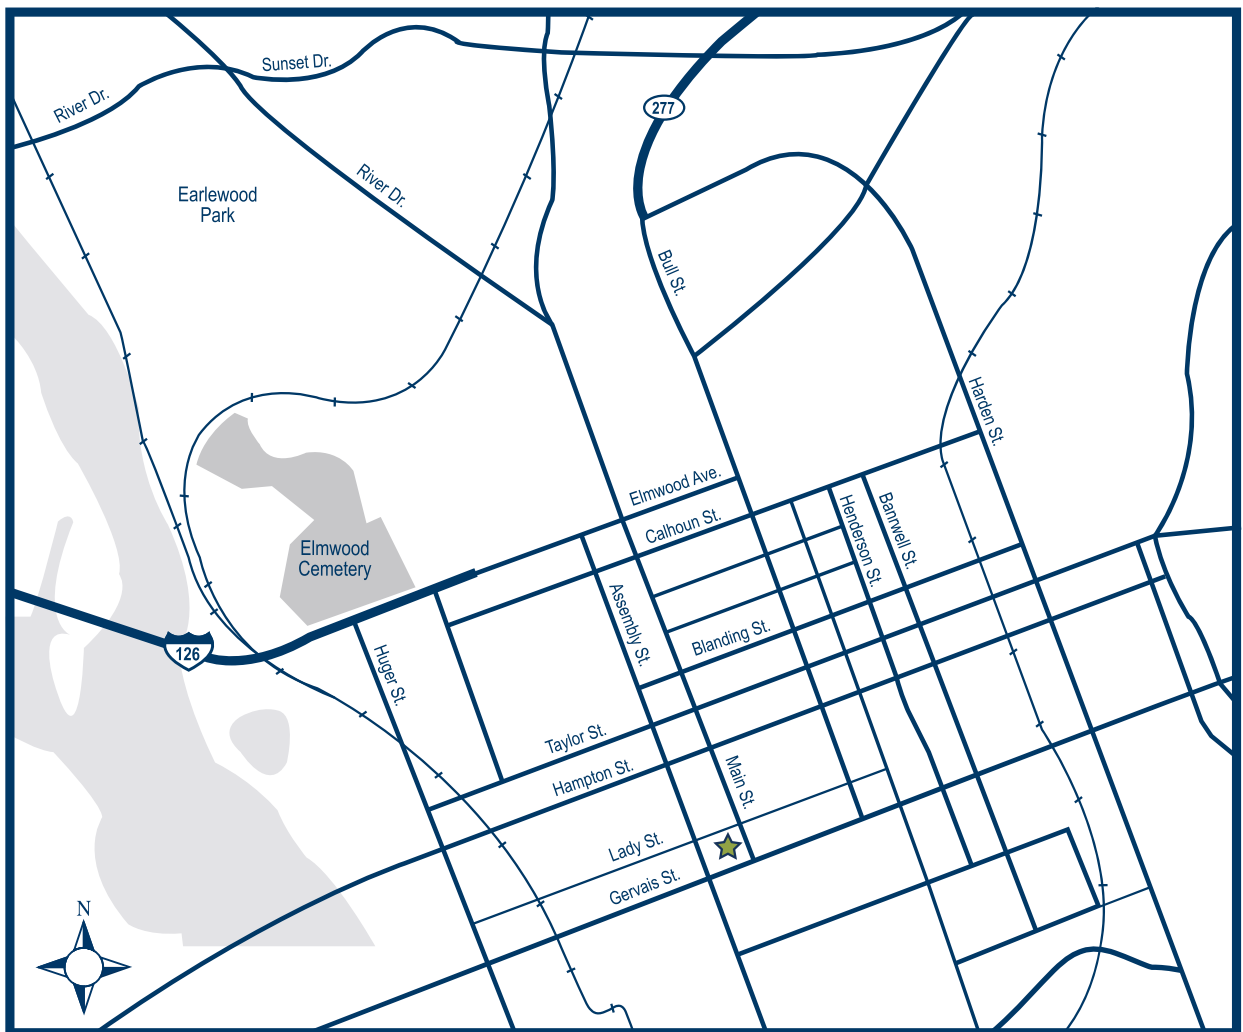 Sunset Dr.
River Dr.
277
River Dr.
Earlewood
Park
Bull St.
Harden St.
Elmwood Ave.
Calhoun St.
Henderson St.
Banrwell St.
Elmwood
Cemetery
Assembly St.
Blanding St.
126
Huger St.
Taylor St.
Hampton St.
Main St.
Lady St.
Gervais St.
N